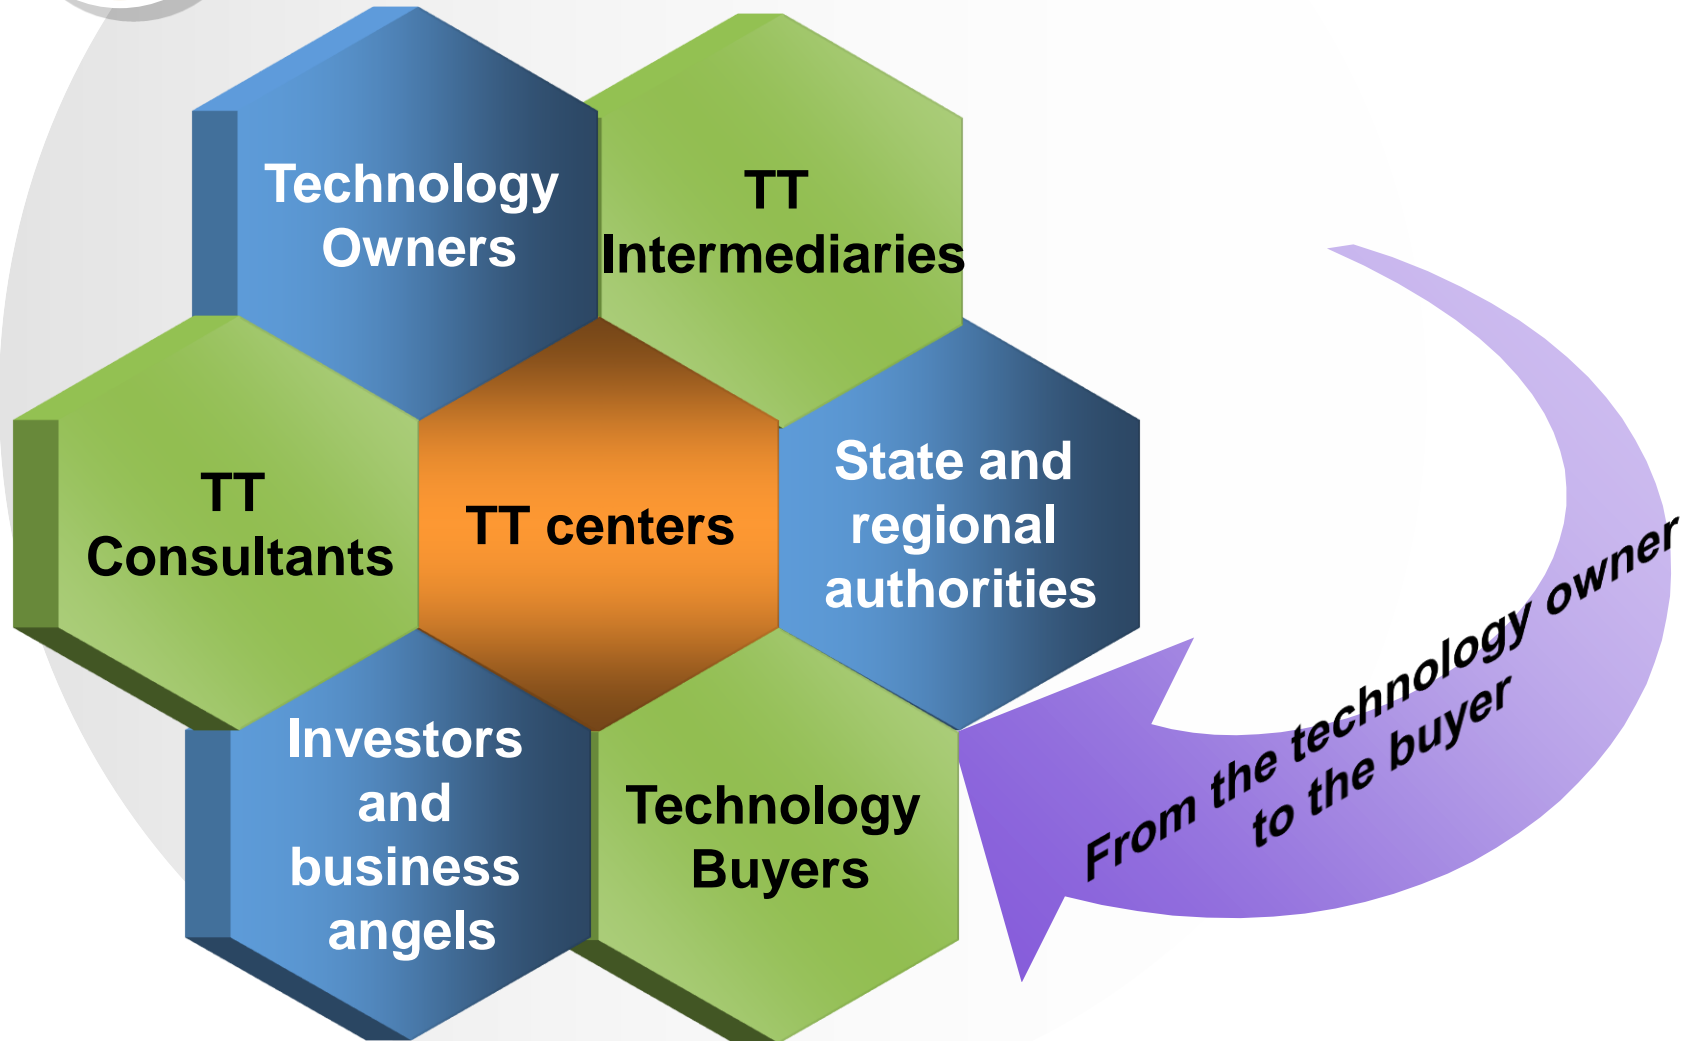 Technology
Owners
TT
Intermediaries
TT
Consultants
TT centers
State and
regional
authorities
Investors
and
business
angels
Technology
Buyers
From the technology owner
to the buyer